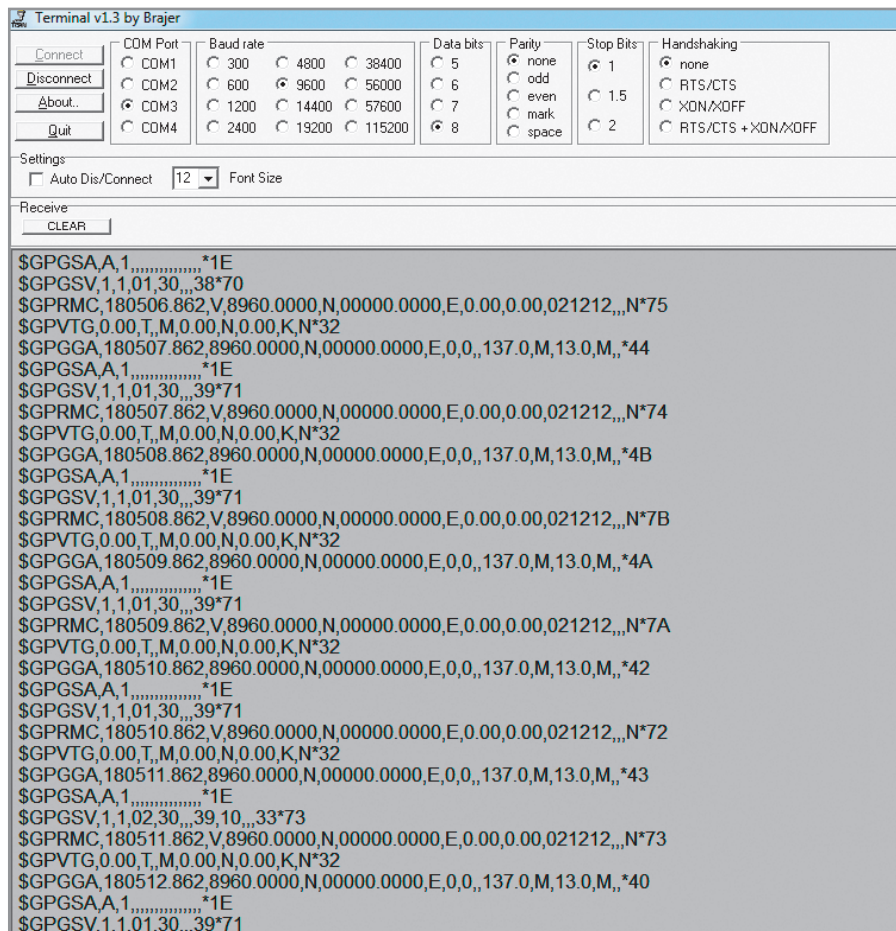 Terminal v1.3 by Brajer
Connect
Disconnect
About..
Quit
COM Port
COM1
COM2
COM3
COM4
Baud rate
300
600
1200
2400
4800
9600
14400
19200
38400
56000
57600
115200
Data bits
5
6
7
8
Parity
none
odd
even
mark
space
Stop Bits
1
1.5
2
Handshaking
none
RTS/CTS
XON/XOFF
RTS/CTS + XON/XOFF
Settings
Auto Dis/Connect 12 Font Size
Receive
CLEAR
$GPGSA,A,1,,,,,,,,,,,,,,,*1E
$GPGSV,1,1,01,30,,,38*70
$GPRMC,180506.862,V,8960.0000,N,00000.0000,E,0.00,0.00,021212,,,N*75
$GPVTG,0.00,T,,M,0.00,N,0.00,K,N*32
$GPGGA,180507.862,8960.0000,N,00000.0000,E,0,0,,137.0,M,13.0,M,,*44
$GPGSA,A,1,,,,,,,,,,,,,,,*1E
$GPGSV,1,1,01,30,,,39*71
$GPRMC,180507.862,V,8960.0000,N,00000.0000,E,0.00,0.00,021212,,,N*74
$GPVTG,0.00,T,,M,0.00,N,0.00,K,N*32
$GPGGA,180508.862,8960.0000,N,00000.0000,E,0,0,,137.0,M,13.0,M,,*4B
$GPGSA,A,1,,,,,,,,,,,,,,,*1E
$GPGSV,1,1,01,30,,,39*71
$GPRMC,180508.862,V,8960.0000,N,00000.0000,E,0.00,0.00,021212,,,N*7B
$GPVTG,0.00,T,,M,0.00,N,0.00,K,N*32
$GPGGA,180509.862,8960.0000,N,00000.0000,E,0,0,,137.0,M,13.0,M,,*4A
$GPGSA,A,1,,,,,,,,,,,,,,,*1E
$GPGSV,1,1,01,30,,,39*71
$GPRMC,180509.862,V,8960.0000,N,00000.0000,E,0.00,0.00,021212,,,N*7A
$GPVTG,0.00,T,,M,0.00,N,0.00,K,N*32
$GPGGA,180510.862,8960.0000,N,00000.0000,E,0,0,,137.0,M,13.0,M,,*42
$GPGSA,A,1,,,,,,,,,,,,,,,*1E
$GPGSV,1,1,01,30,,,39*71
$GPRMC,180510.862,V,8960.0000,N,00000.0000,E,0.00,0.00,021212,,,N*72
$GPVTG,0.00,T,,M,0.00,N,0.00,K,N*32
$GPGGA,180511.862,8960.0000,N,00000.0000,E,0,0,,137.0,M,13.0,M,,*43
$GPGSA,A,1,,,,,,,,,,,,,,,*1E
$GPGSV,1,1,02,30,,,39,10,,,33*73
$GPRMC,180511.862,V,8960.0000,N,00000.0000,E,0.00,0.00,021212,,,N*73
$GPVTG,0.00,T,,M,0.00,N,0.00,K,N*32
$GPGGA,180512.862,8960.0000,N,00000.0000,E,0,0,,137.0,M,13.0,M,,*40
$GPGSA,A,1,,,,,,,,,,,,,,,*1E
$GPGSV,1,1,01,30,,,39*71